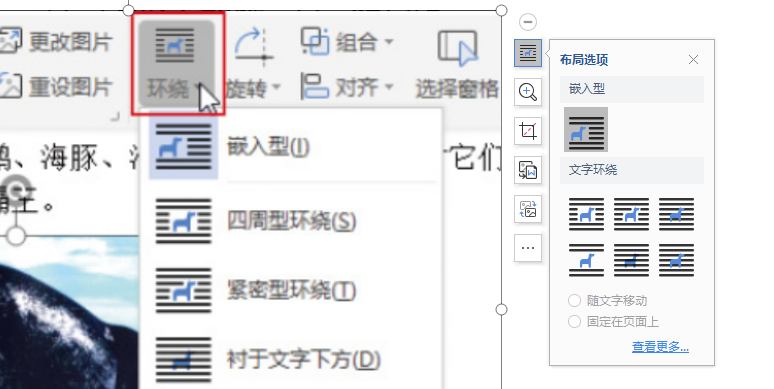 更改图片
重设图片
环绕
旋转
组合
对齐
选择窗格
嵌入型(I)
四周型环绕(S)
紧密型环绕(T)
衬于文字下方(D)
、海豚、
它们
王。
布局选项
嵌入型
文字环绕
随文字移动
固定在页面上
查看更多...